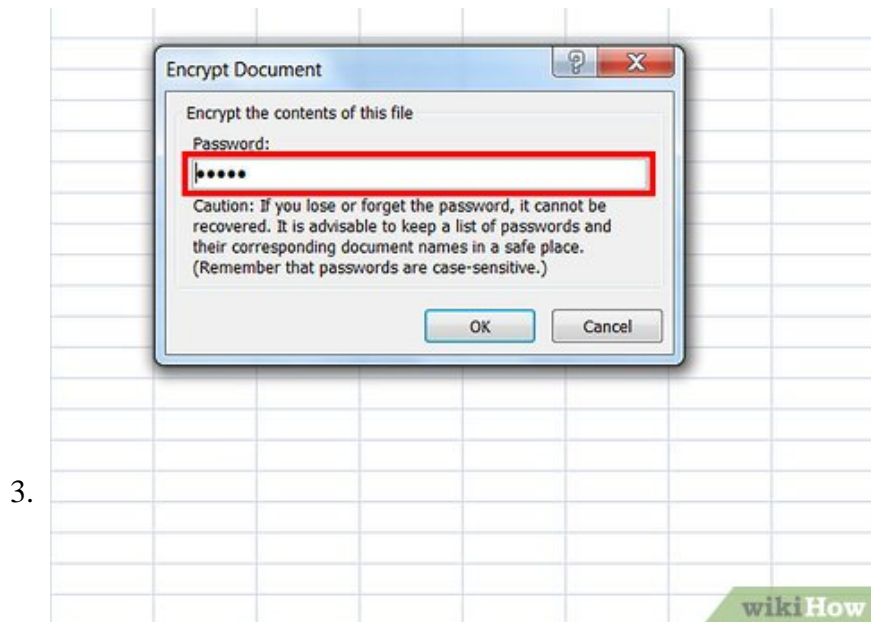 Encrypt Document
Encrypt the contents of this file
Password:
•••••
Caution: If you lose or forget the password, it cannot be
recovered. It is advisable to keep a list of passwords and
their corresponding document names in a safe place.
(Remember that passwords are case-sensitive.)
OK Cancel
3.
wikiHow